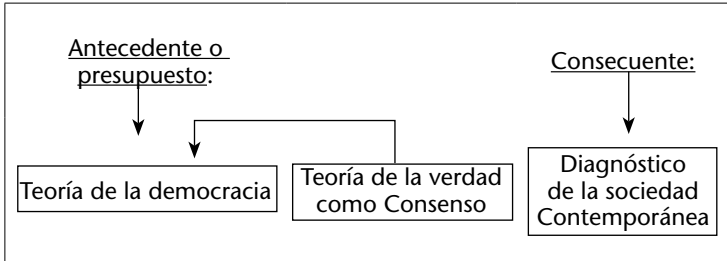 Antecedente o
presupuesto:
Consecuente:
Teoría de la democracia
Teoría de la verdad
como Consenso
Diagnóstico
de la sociedad
Contemporánea